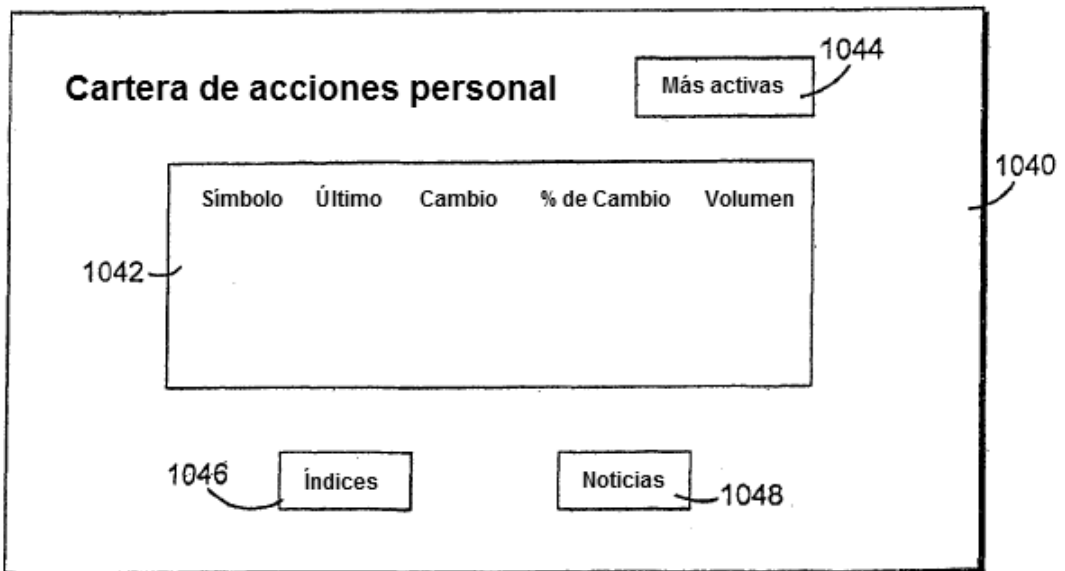 1044
Cartera de acciones personal
Más activas
1040
Símbolo Último Cambio % de Cambio Volumen
1042
1046
Índices
Noticias
1048